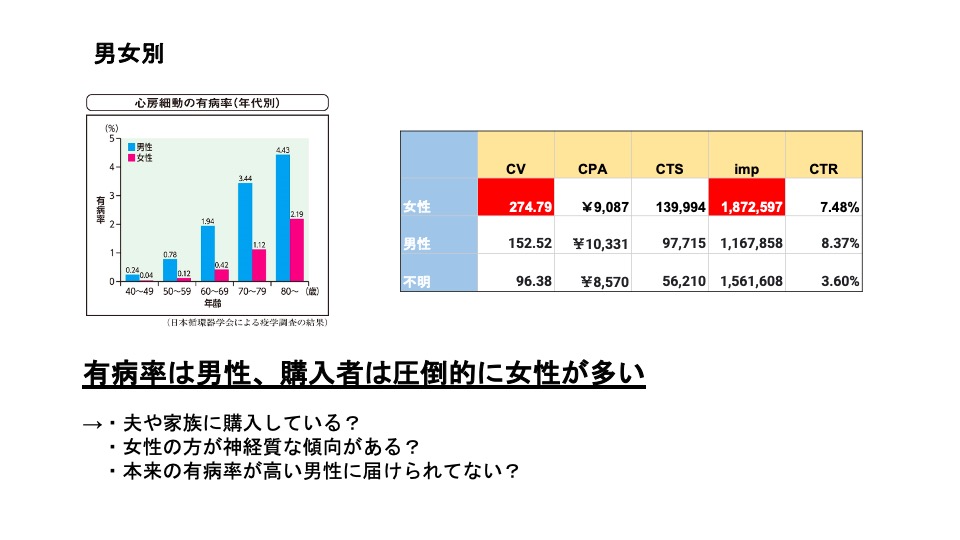 男女別
心房細動の有病率(年代別)
(%)
5
男性
女性
4
3
2
1
0
有病率
0.24 0.04
0.78 0.12
1.94 0.42
3.44 1.12
4.43 2.19
40〜49 50〜59 60〜69 70〜79 80〜 (歳)
年齢
(日本循環器学会による疫学調査の結果)
CV CPA CTS imp CTR
女性 274.79 ¥9,087 139,994 1,872,597 7.48%
男性 152.52 ¥10,331 97,715 1,167,858 8.37%
不明 96.38 ¥8,570 56,210 1,561,608 3.60%
有病率は男性、購入者は圧倒的に女性が多い
→・夫や家族に購入している？
・女性の方が神経質な傾向がある？
・本来の有病率が高い男性に届けられてない？